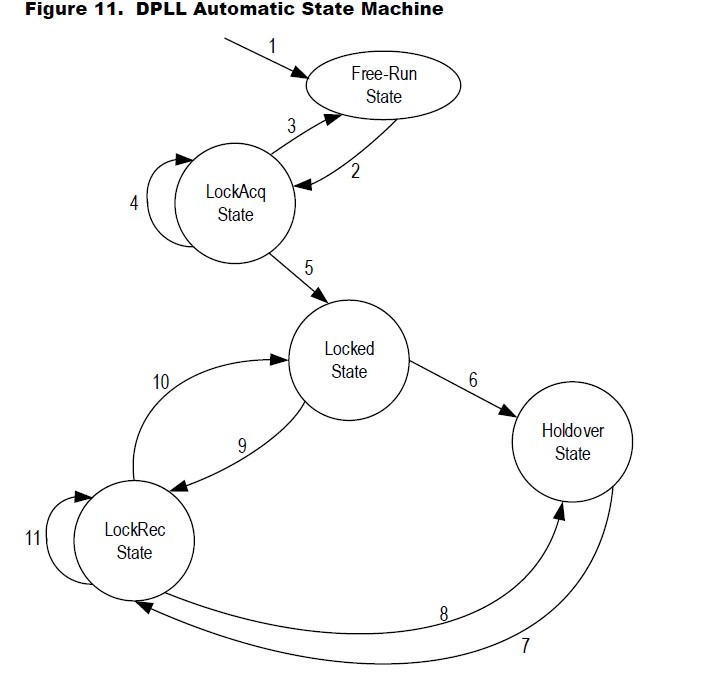 Figure 11. DPLL Automatic State Machine
1
Free-Run
State
3
2
LockAcq
State
4
5
Locked
State
10
6
Holdover
State
9
LockRec
State
11
8
7